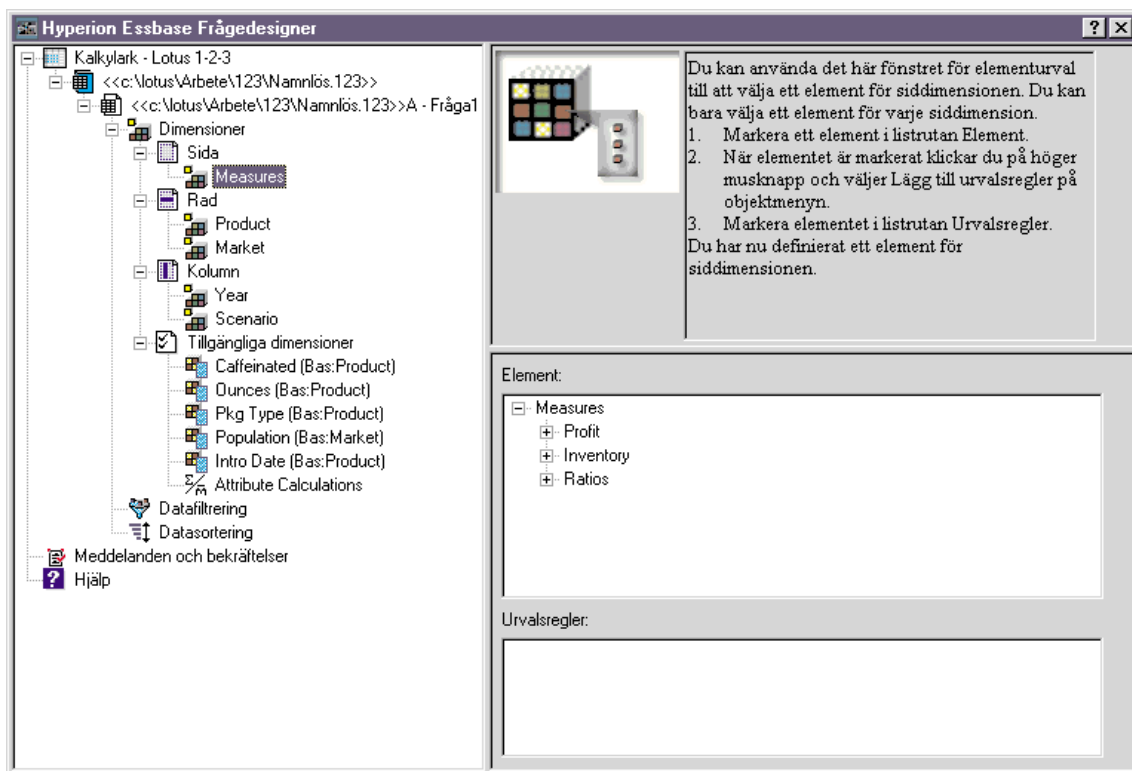 Hyperion Essbase Frågedesigner
Kalkylark - Lotus 1-2-3
<<c:\lotus\Arbete\123\Namnlös.123>>
<<c:\lotus\Arbete\123\Namnlös.123>>A - Fråga1
Dimensioner
Sida
Measures
Rad
Product
Market
Kolumn
Year
Scenario
Tillgängliga dimensioner
Caffeinated (Bas:Product)
Ounces (Bas:Product)
Pkg Type (Bas:Product)
Population (Bas:Market)
Intro Date (Bas:Product)
Attribute Calculations
Datafiltrering
Datasortering
Meddelanden och bekräftelser
Hjälp
Du kan använda det här fönstret för elementurval
till att välja ett element för siddimensionen. Du kan
bara välja ett element för varje siddimension.
1. Markera ett element i listrutan Element.
2. När elementet är markerat klickar du på höger
musknapp och väljer Lägg till urvalsregler på
objektmenyn.
3. Markera elementet i listrutan Urvalsregler.
Du har nu definierat ett element för
siddimensionen.
Element:
Measures
Profit
Inventory
Ratios
Urvalsregler: